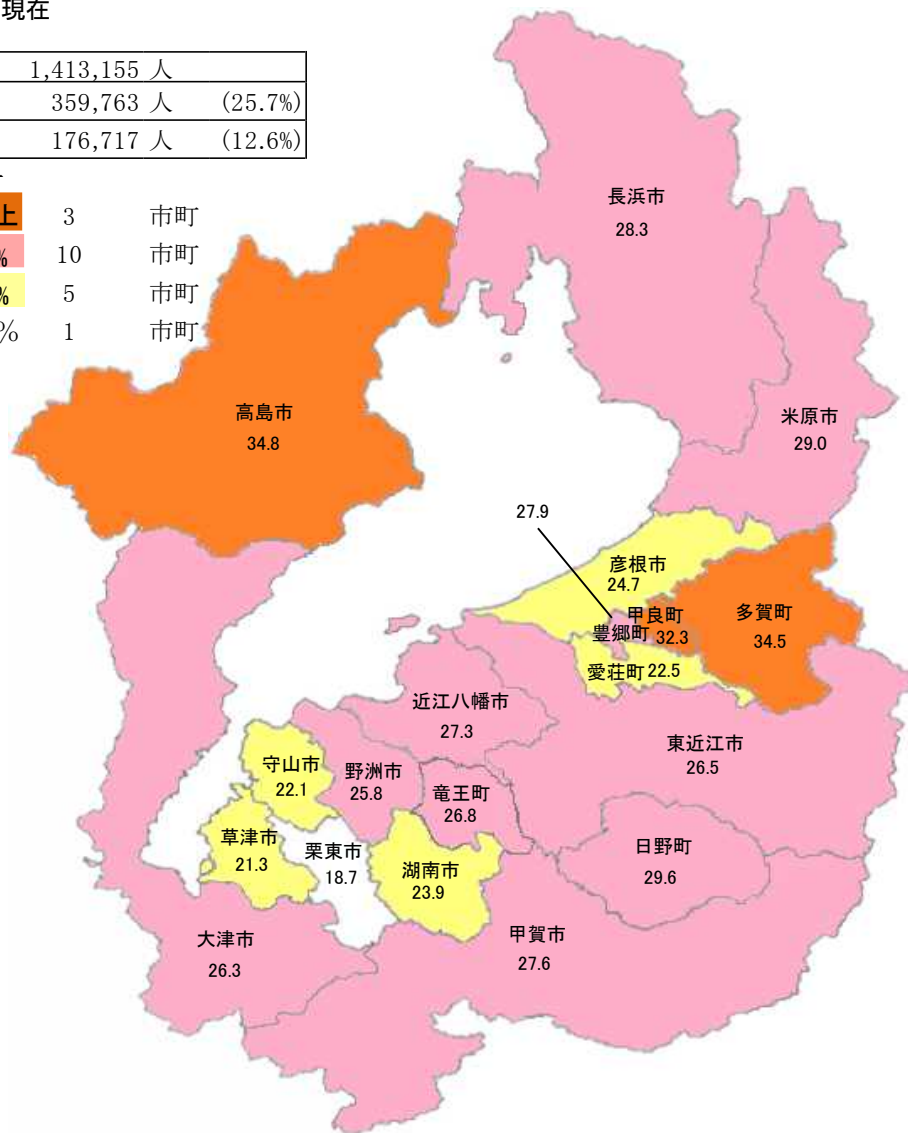 現在
1,413,155 人
359,763 人 (25.7%)
176,717 人 (12.6%)
上 3 市町
% 10 市町
% 5 市町
% 1 市町
長浜市
28.3
高島市
34.8
米原市
29.0
27.9
彦根市
24.7
甲良町
32.3
多賀町
34.5
豊郷町
愛荘町 22.5
近江八幡市
27.3
東近江市
26.5
守山市
22.1
野洲市
25.8
竜王町
26.8
草津市
21.3
栗東市
18.7
湖南市
23.9
日野町
29.6
大津市
26.3
甲賀市
27.6